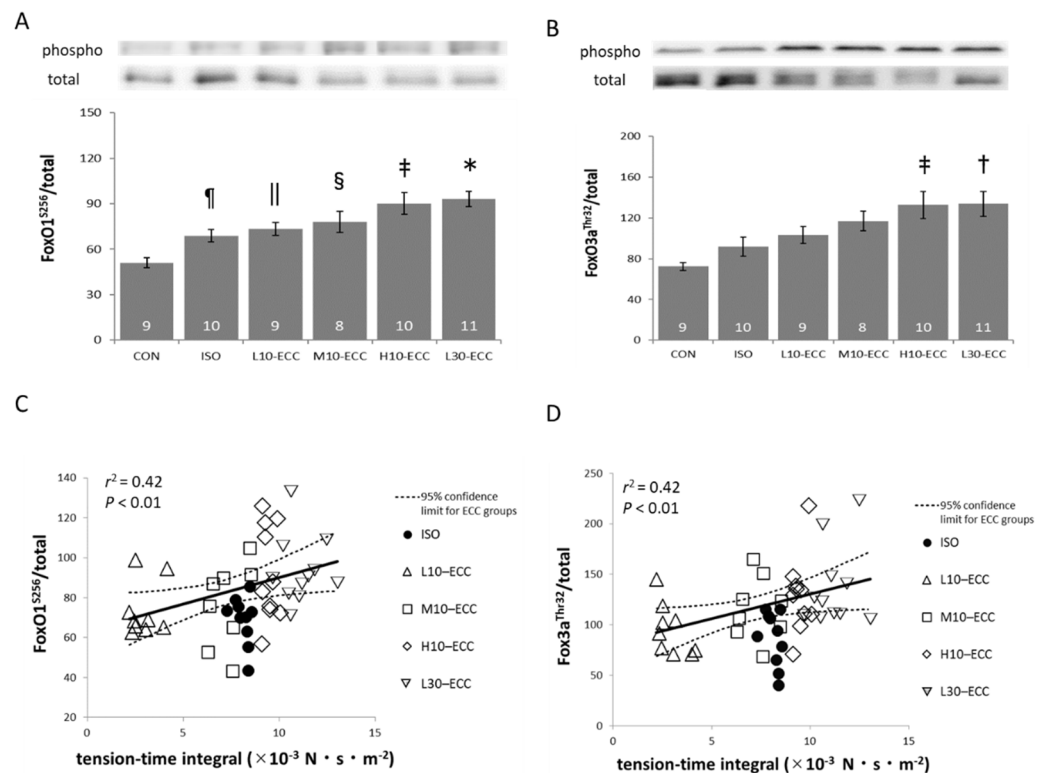 A
phospho
total
150
120
90
60
30
0
FoxO1S256/total
¶
||
§
‡
*
9
10
9
8
10
11
CON
ISO
L10-ECC
M10-ECC
H10-ECC
L30-ECC
B
phospho
total
200
160
120
80
40
0
FoxO3aThr32/total
‡
†
9
10
9
8
10
11
CON
ISO
L10-ECC
M10-ECC
H10-ECC
L30-ECC
C
r2 = 0.42
P < 0.01
140
120
100
80
60
40
20
FoxO1S256/total
0
5
10
15
tension-time integral (×10-3 N・s・m-2)
95% confidence
limit for ECC groups
ISO
L10–ECC
M10–ECC
H10–ECC
L30–ECC
D
r2 = 0.42
P < 0.01
250
200
150
100
50
0
Fox3aThr32/total
0
5
10
15
tension-time integral (×10-3 N・s・m-2)
95% confidence
limit for ECC groups
ISO
L10–ECC
M10–ECC
H10–ECC
L30–ECC